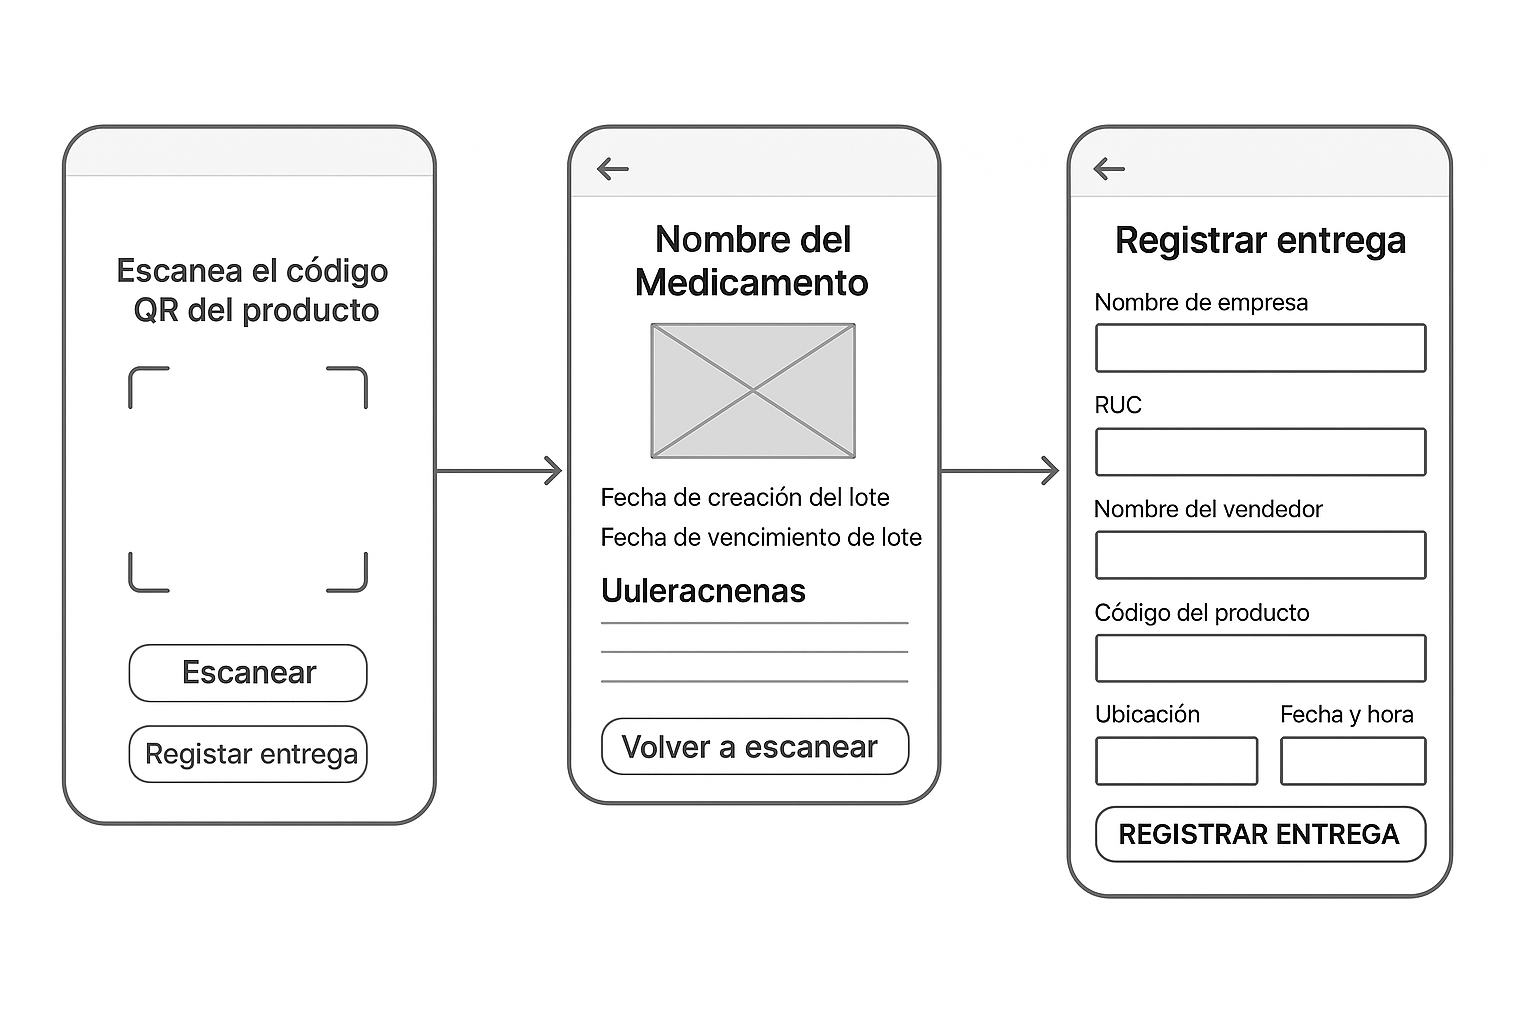 Escanea el código
QR del producto
Escanear
Registar entrega
Nombre del
Medicamento
Fecha de creación del lote
Fecha de vencimiento de lote
Uuleracnenas
Volver a escanear
Registrar entrega
Nombre de empresa
RUC
Nombre del vendedor
Código del producto
Ubicación
Fecha y hora
REGISTRAR ENTREGA